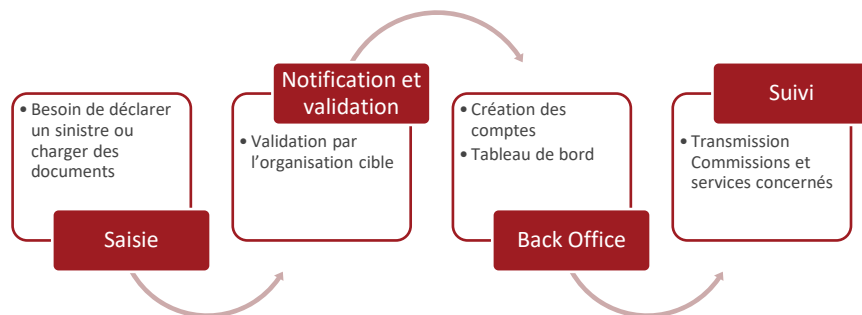 • Besoin de déclarer
un sinistre ou
charger des
documents
Saisie
Notification et
validation
• Validation par
l’organisation cible
• Création des
comptes
• Tableau de bord
Back Office
Suivi
• Transmission
Commissions et
services concernés